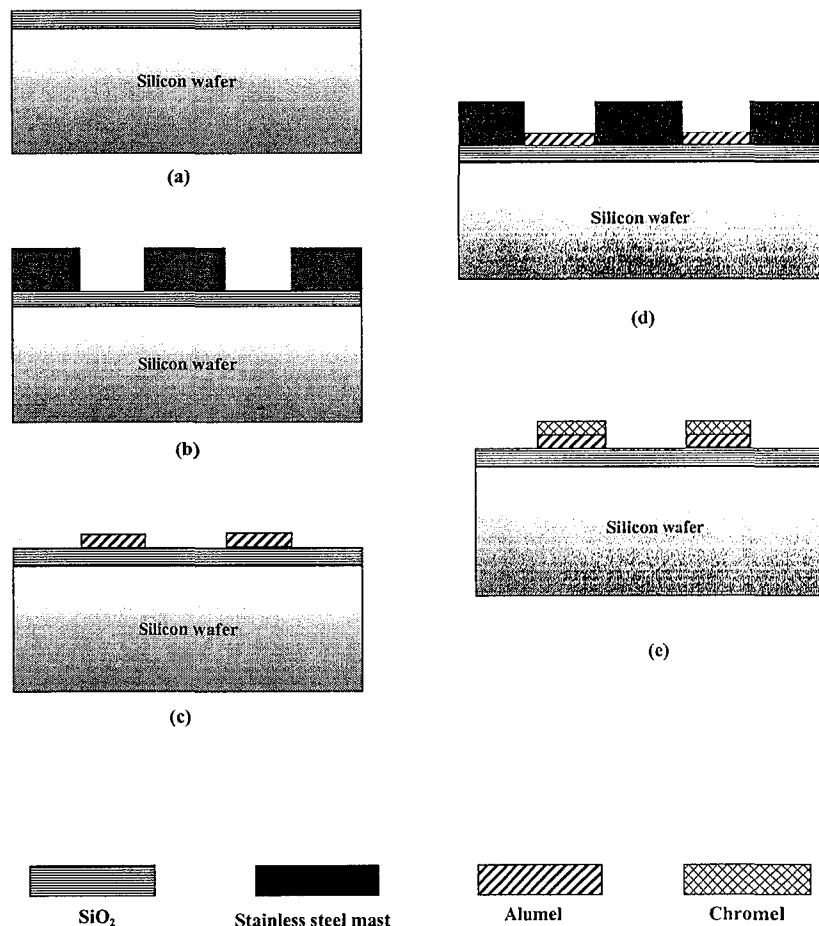 Silicon wafer
(a)
Silicon wafer
(b)
Silicon wafer
(c)
Silicon wafer
(d)
Silicon wafer
(e)
SiO₂
Stainless steel mast
Alumel
Chromel